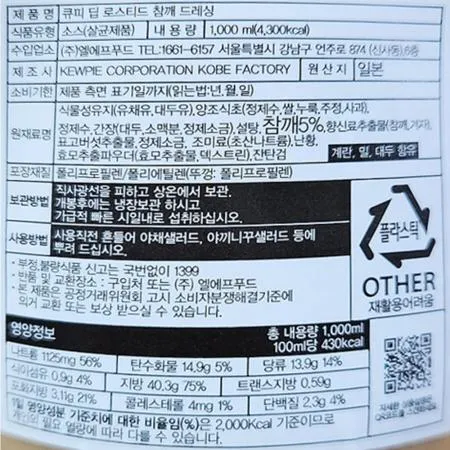 제 품 명 큐피 딥 로스티드 참깨 드레싱
식품유형 소스(살균제품) 내 용 량 1,000 ml(4,300kcal)
수입업소 (주)엘에프푸드 TEL:1661-6157 서울특별시 강남구 언주로 874 (신사동)6층
제 조 사 KEWPIE CORPORATION KOBE FACTORY 원 산 지 일본
소비기한 제품 측면 표기일까지(읽는법:년,월,일)
식물성유지(유채유,대두유),양조식초(정제수,쌀,누룩,주정,사과),
원재료명 정제수,간장(대두,소맥분,정제소금),설탕,참깨5%,향신료추출물(참깨,겨자),
표고버섯추출물,정제소금, 조미료(초산나트륨),난황,
효모추출파우더(효모추출물,덱스트린),잔탄검 계란, 밀, 대두 함유
포장재질 폴리프로필렌/폴리에틸렌(뚜껑: 폴리프로필렌)
보관방법 직사광선을 피하고 상온에서 보관.
개봉후에는 냉장보관 하시고
가급적 빠른 시일내로 섭취하십시오.
사용방법 사용직전 흔들어 야채샐러드, 야끼니꾸샐러드 등에
뿌려 드십시오.
플라스틱
OTHER
재활용어려움
• 부정,불량식품 신고는 국번없이 1399
• 반품 및 교환장소 : 구입처 또는 (주) 엘에프푸드
• 본 제품은 공정거래위원회 고시 소비자분쟁해결기준에
의거 교환 또는 보상 받으실 수 있습니다.
영양정보 총 내용량 1,000ml
100ml당 430kcal
나트륨 1125mg 56% 탄수화물 14.9g 5% 당류 13.9g 14%
식이섬유 0.9g 4% 지방 40.3g 75% 트랜스지방 0.59g
포화지방 3.11g 21% 콜레스테롤 4mg 1% 단백질 2.3g 4%
1일 영양성분 기준치에 대한 비율(%)은 2,000Kcal 기준이므로
개인의 필요 열량에 따라 다를 수 있습니다.
자세한